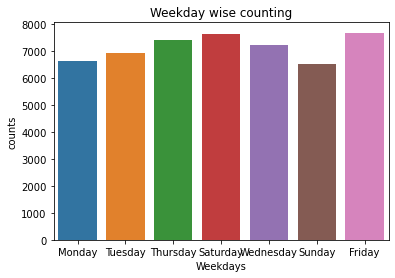 Weekday wise counting
counts
8000
7000
6000
5000
4000
3000
2000
1000
0
Monday Tuesday Thursday Saturday Wednesday Sunday Friday
Weekdays